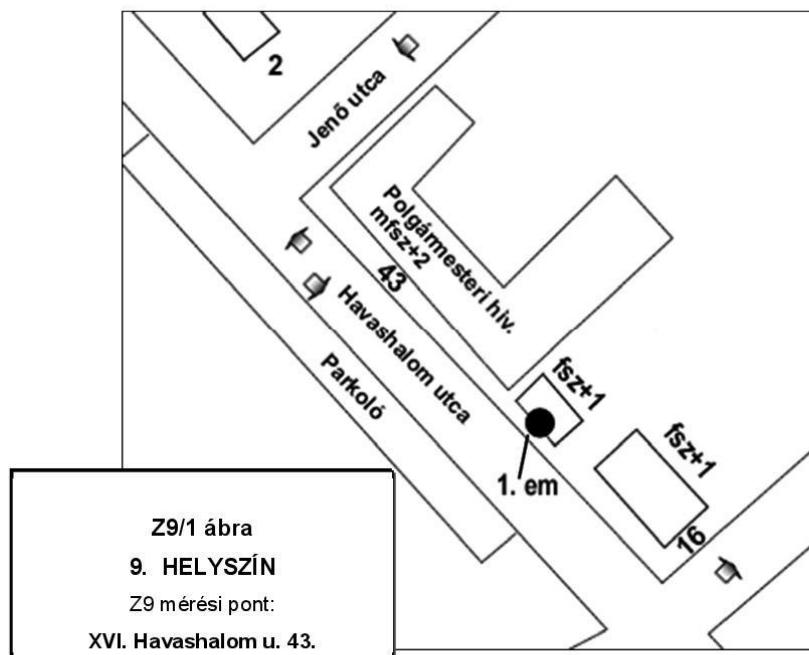 2
Jenő utca
Polgármesteri hiv.
mfsz+2
43
Havashalom utca
Parkoló
fsz+1
fsz+1
1. em
16
Z9/1 ábra
9. HELYSZÍN
Z9 mérési pont:
XVI. Havashalom u. 43.